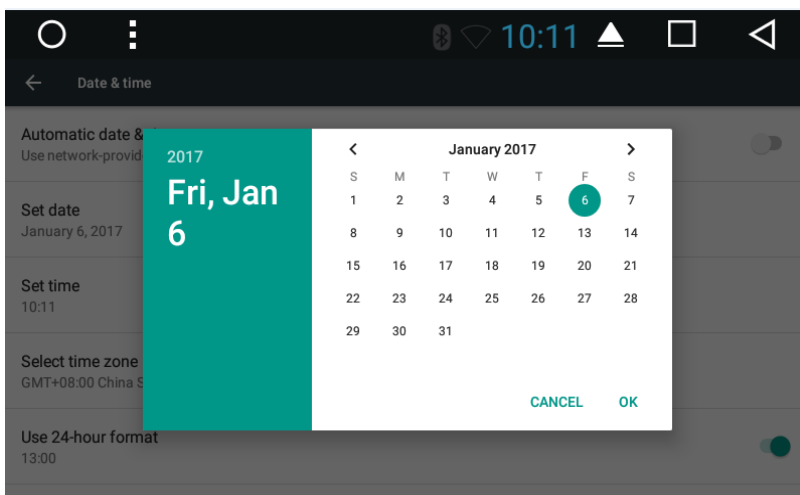 10:11
Date & time
Automatic date &
Use network-provid
Set date
January 6, 2017
Set time
10:11
Select time zone
GMT+08:00 China S
Use 24-hour format
13:00
2017
Fri, Jan
6
January 2017
S M T W T F S
1 2 3 4 5 6 7
8 9 10 11 12 13 14
15 16 17 18 19 20 21
22 23 24 25 26 27 28
29 30 31
CANCEL OK